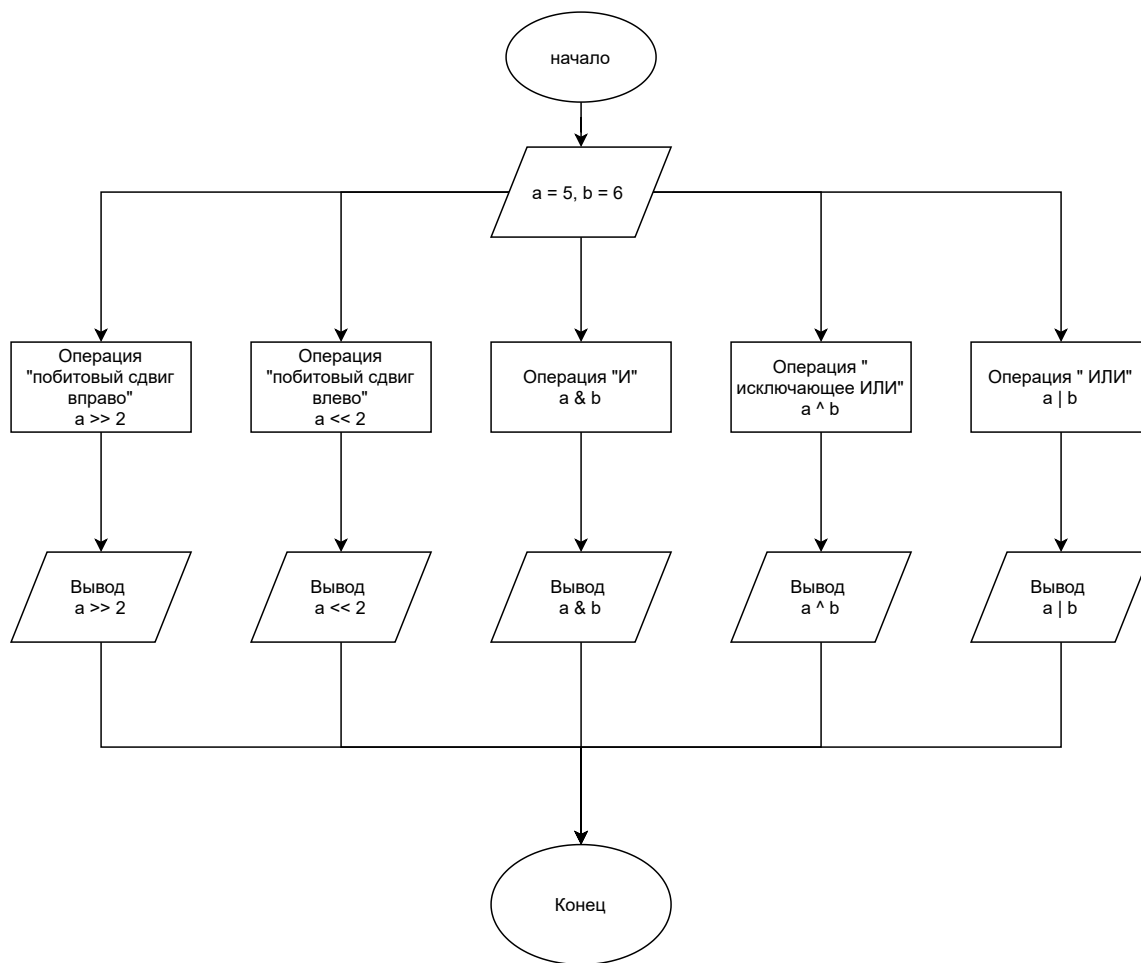 начало
a = 5, b = 6
Операция
"побитовый сдвиг
вправо"
a >> 2
Операция
"побитовый сдвиг
влево"
a << 2
Операция "И"
a & b
Операция "
исключающее ИЛИ"
a ^ b
Операция " ИЛИ"
a | b
Вывод
a >> 2
Вывод
a << 2
Вывод
a & b
Вывод
a ^ b
Вывод
a | b
Конец